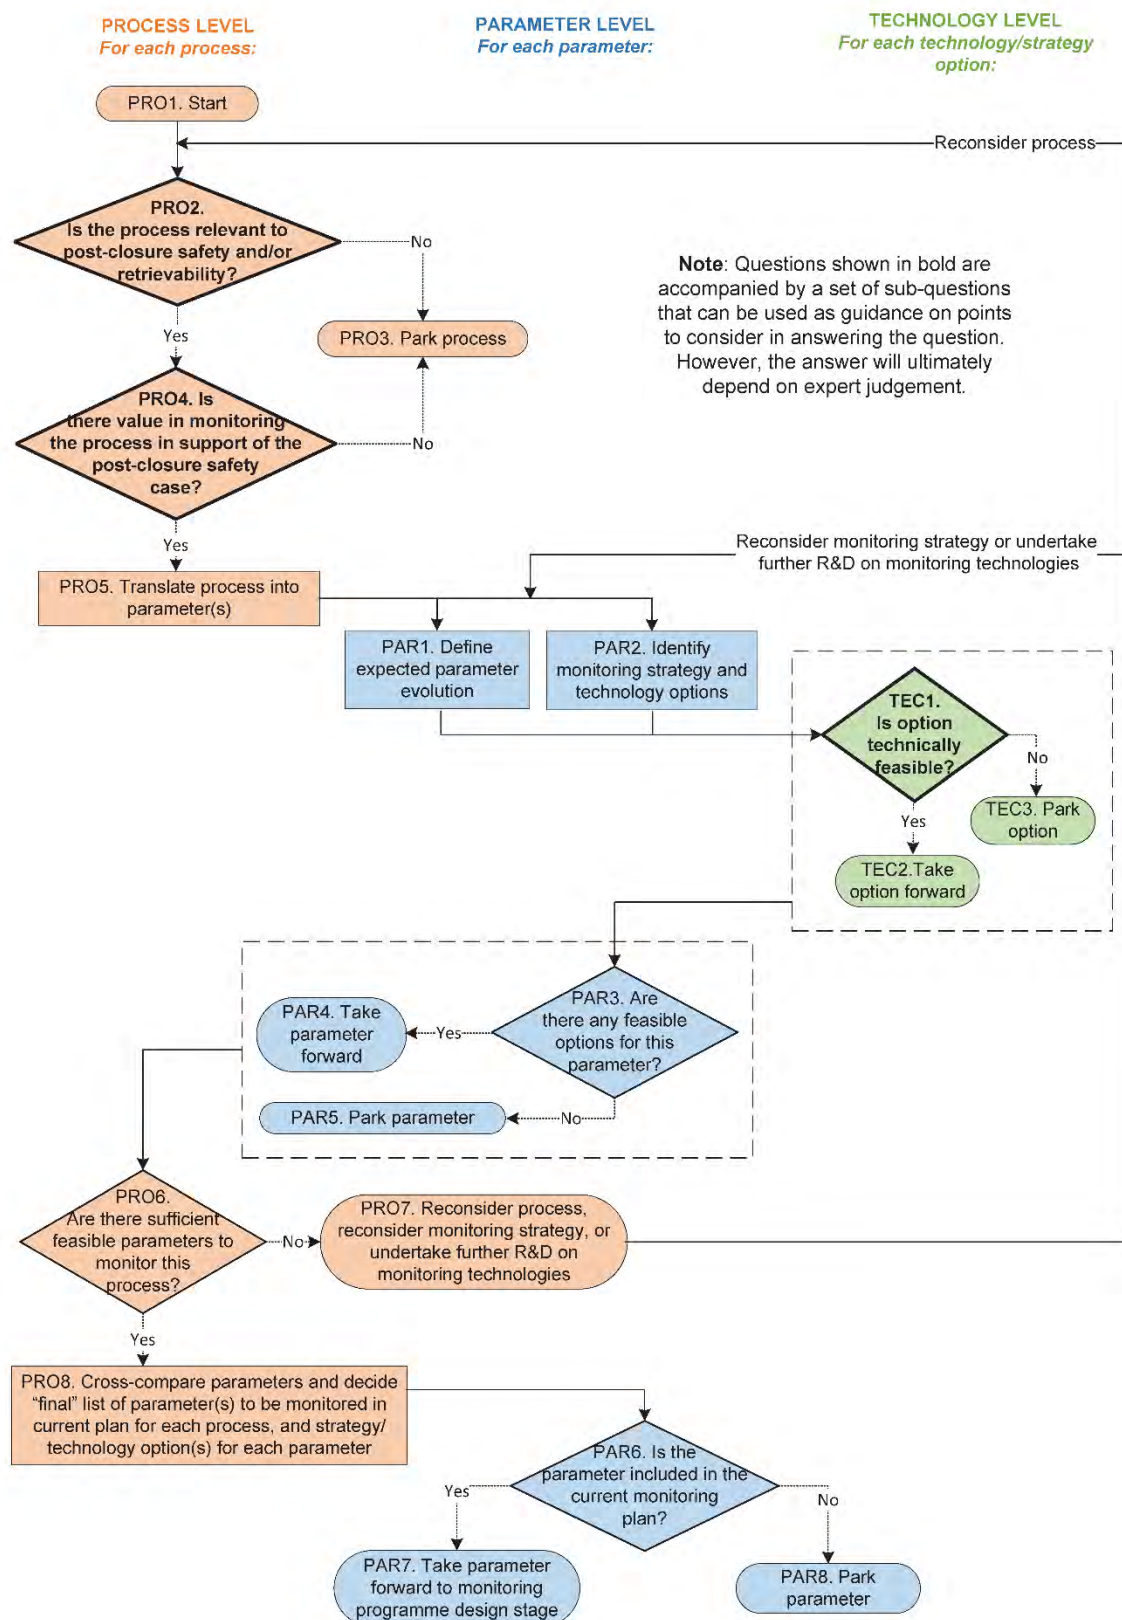 PROCESS LEVEL
For each process:
PARAMETER LEVEL
For each parameter:
TECHNOLOGY LEVEL
For each technology/strategy
option:
PRO1. Start
Reconsider process
PRO2.
Is the process relevant to
post-closure safety and/or
retrievability?
No
Yes
PRO3. Park process
Note: Questions shown in bold are
accompanied by a set of sub-questions
that can be used as guidance on points
to consider in answering the question.
However, the answer will ultimately
depend on expert judgement.
PRO4. Is
there value in monitoring
the process in support of the
post-closure safety
case?
No
Yes
Reconsider monitoring strategy or undertake
further R&D on monitoring technologies
PRO5. Translate process into
parameter(s)
PAR1. Define
expected parameter
evolution
PAR2. Identify
monitoring strategy and
technology options
TEC1.
Is option
technically
feasible?
No
Yes
TEC3. Park
option
TEC2.Take
option forward
PAR3. Are
there any feasible
options for this
parameter?
Yes
PAR4. Take
parameter
forward
No
PAR5. Park parameter
PRO6.
Are there sufficient
feasible parameters to
monitor this
process?
No
PRO7. Reconsider process,
reconsider monitoring strategy, or
undertake further R&D on
monitoring technologies
Yes
PRO8. Cross-compare parameters and decide
“final” list of parameter(s) to be monitored in
current plan for each process, and strategy/
technology option(s) for each parameter
PAR6. Is the
parameter included in the
current monitoring
plan?
Yes
No
PAR7. Take parameter
forward to monitoring
programme design stage
PAR8. Park
parameter